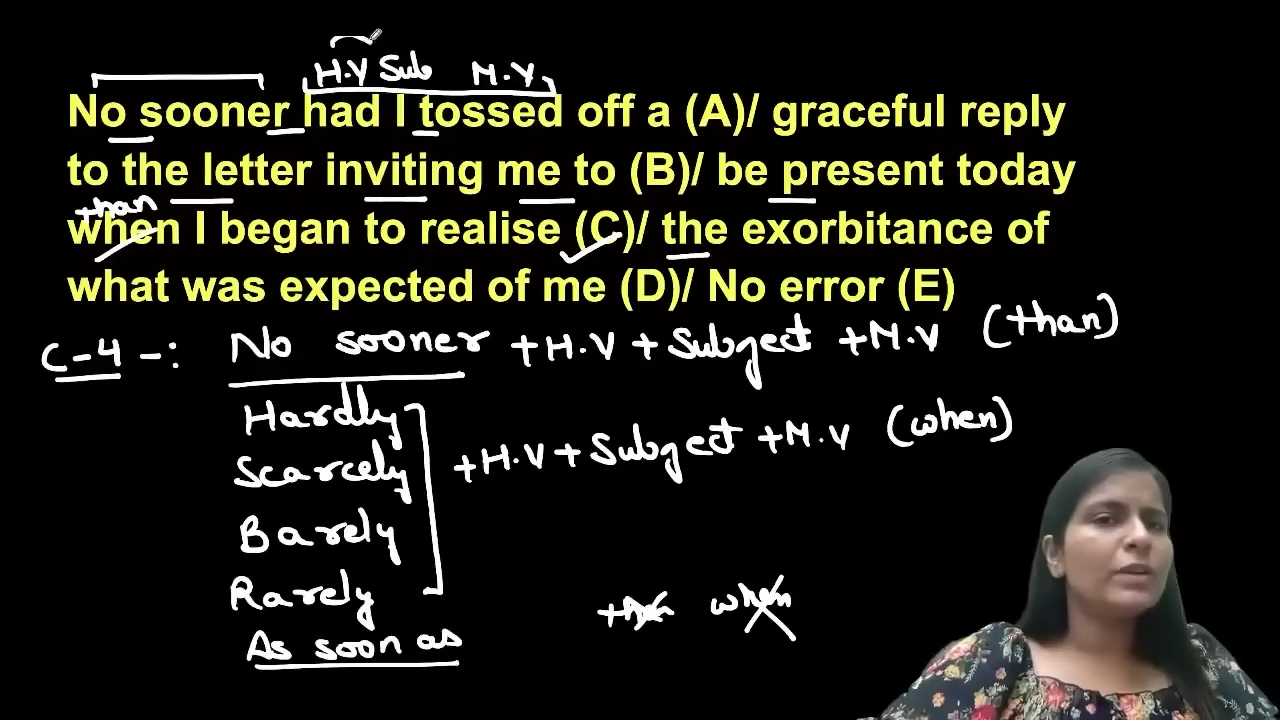 H.V Sub M.V
No sooner had I tossed off a (A)/ graceful reply
to the letter inviting me to (B)/ be present today
than
when I began to realise (C)/ the exorbitance of
what was expected of me (D)/ No error (E)
C-4 -: No sooner +H.V + Subject +M.V (than)
Hardly
Scarcely +H.V + Subject +M.V (when)
Barely
Rarely
when
As soon as